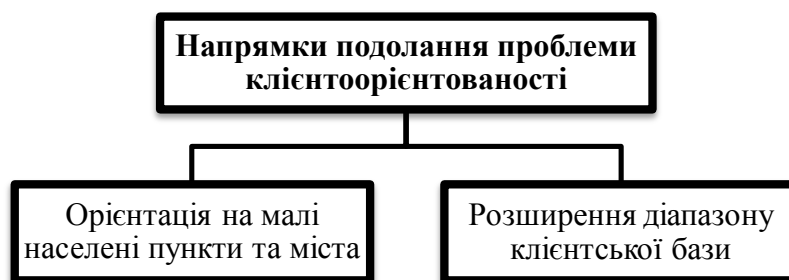 Напрямки подолання проблеми
клієнтоорієнтованості
Орієнтація на малі
населені пункти та міста
Розширення діапазону
клієнтської бази